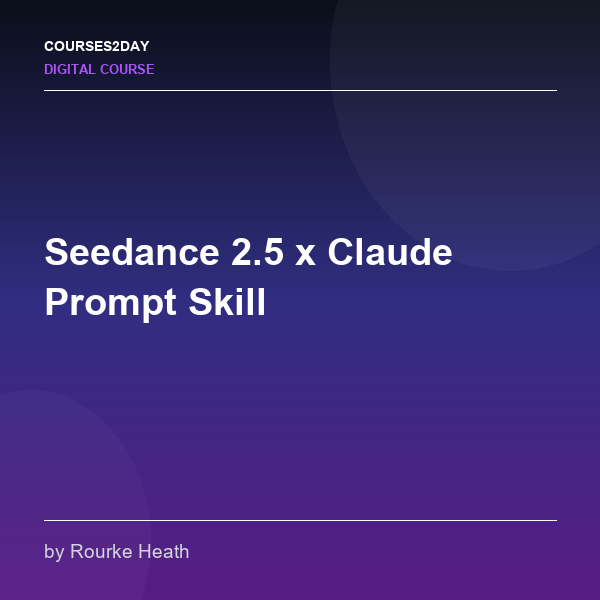 COURSES2DAY
DIGITAL COURSE
Seedance 2.5 x Claude
Prompt Skill
by Rourke Heath